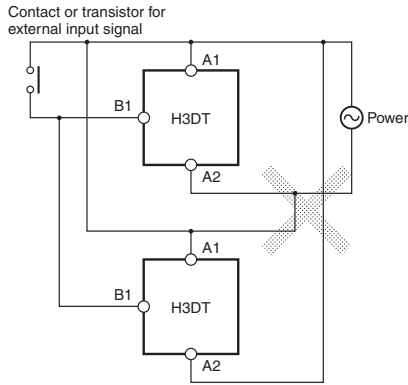 Contact or transistor for
external input signal
A1
B1
H3DT
Power
A2
A1
B1
H3DT
A2